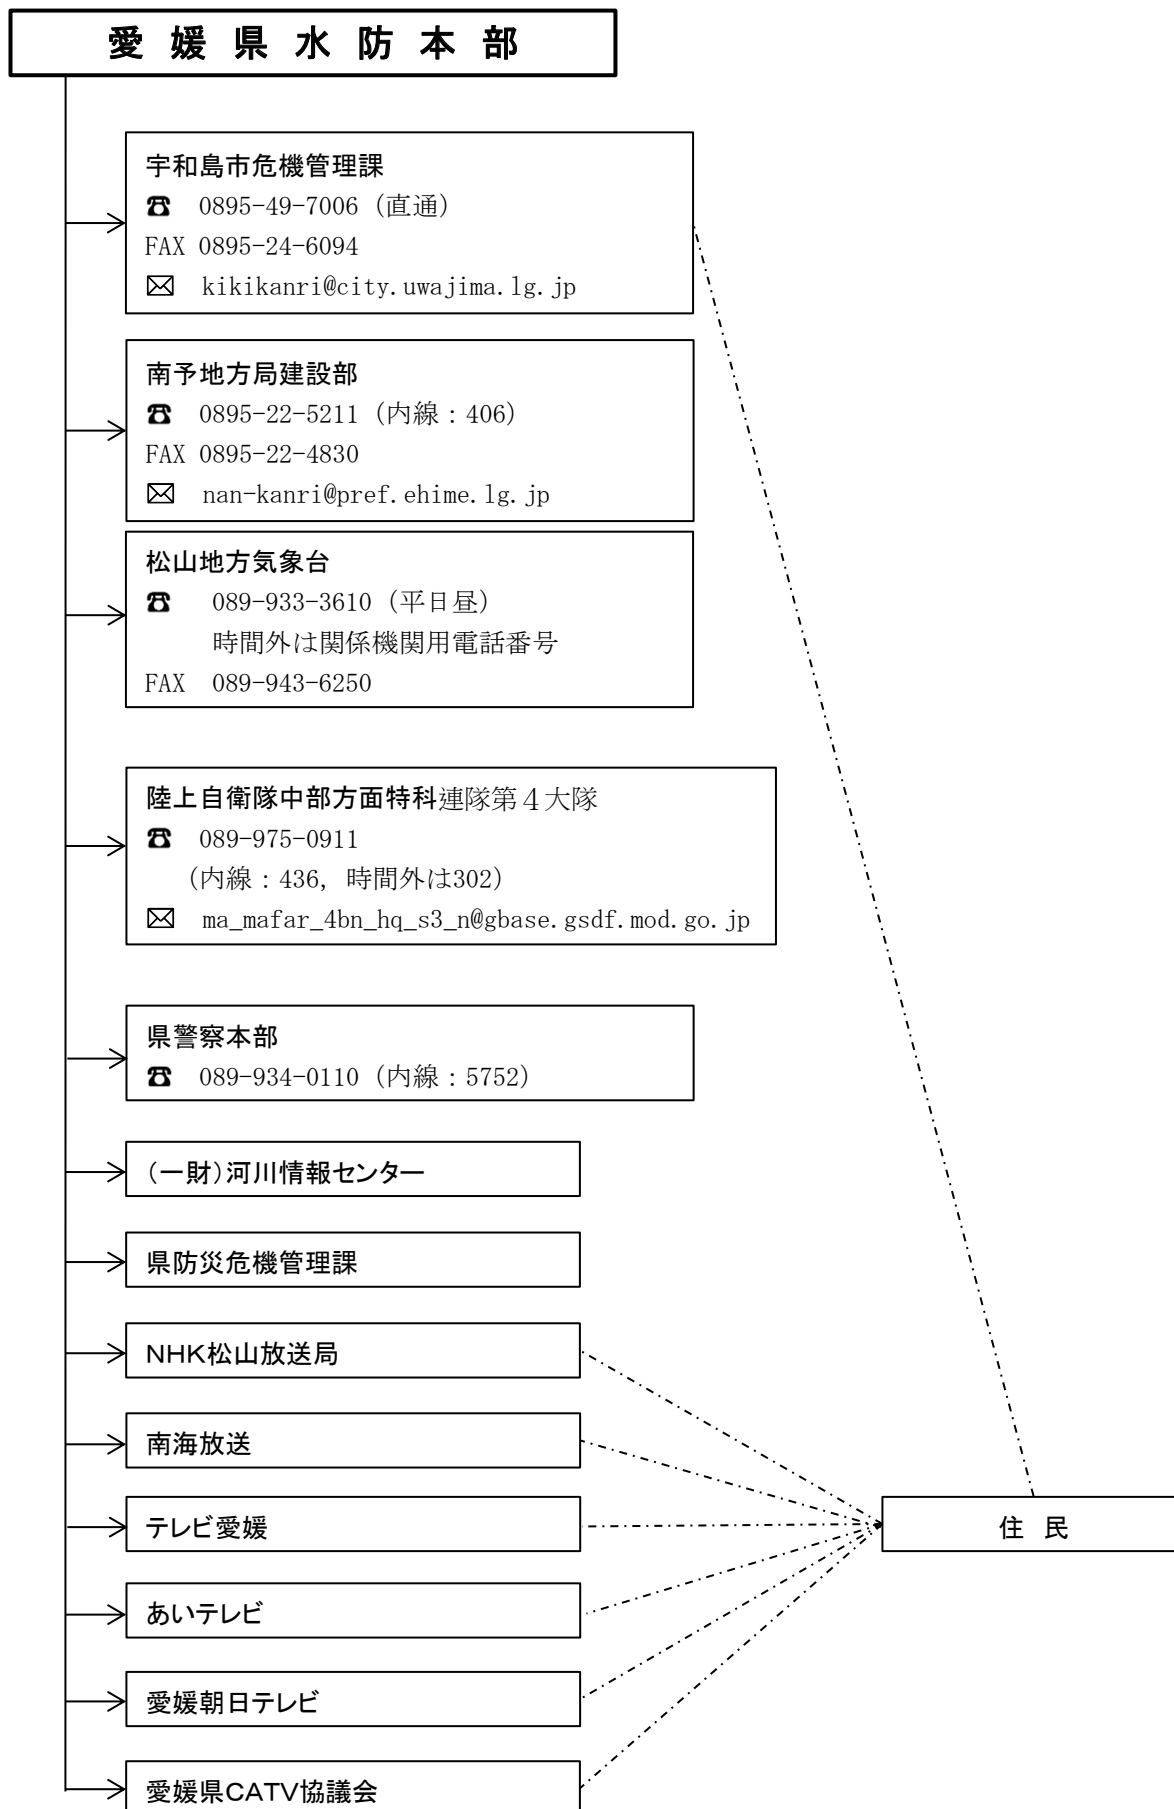 愛媛県水防本部
宇和島市危機管理課
☎ 0895-49-7006（直通）
FAX 0895-24-6094
✉ kikikanri@city.uwajima.lg.jp
南予地方局建設部
☎ 0895-22-5211（内線：406）
FAX 0895-22-4830
✉ nan-kanri@pref.ehime.lg.jp
松山地方気象台
☎ 089-933-3610（平日昼）
時間外は関係機関用電話番号
FAX 089-943-6250
陸上自衛隊中部方面特科連隊第４大隊
☎ 089-975-0911
（内線：436，時間外は302）
✉ ma_mafar_4bn_hq_s3_n@gbase.gsdf.mod.go.jp
県警察本部
☎ 089-934-0110（内線：5752）
（一財）河川情報センター
県防災危機管理課
NHK松山放送局
南海放送
テレビ愛媛
住民
あいテレビ
愛媛朝日テレビ
愛媛県CATV協議会